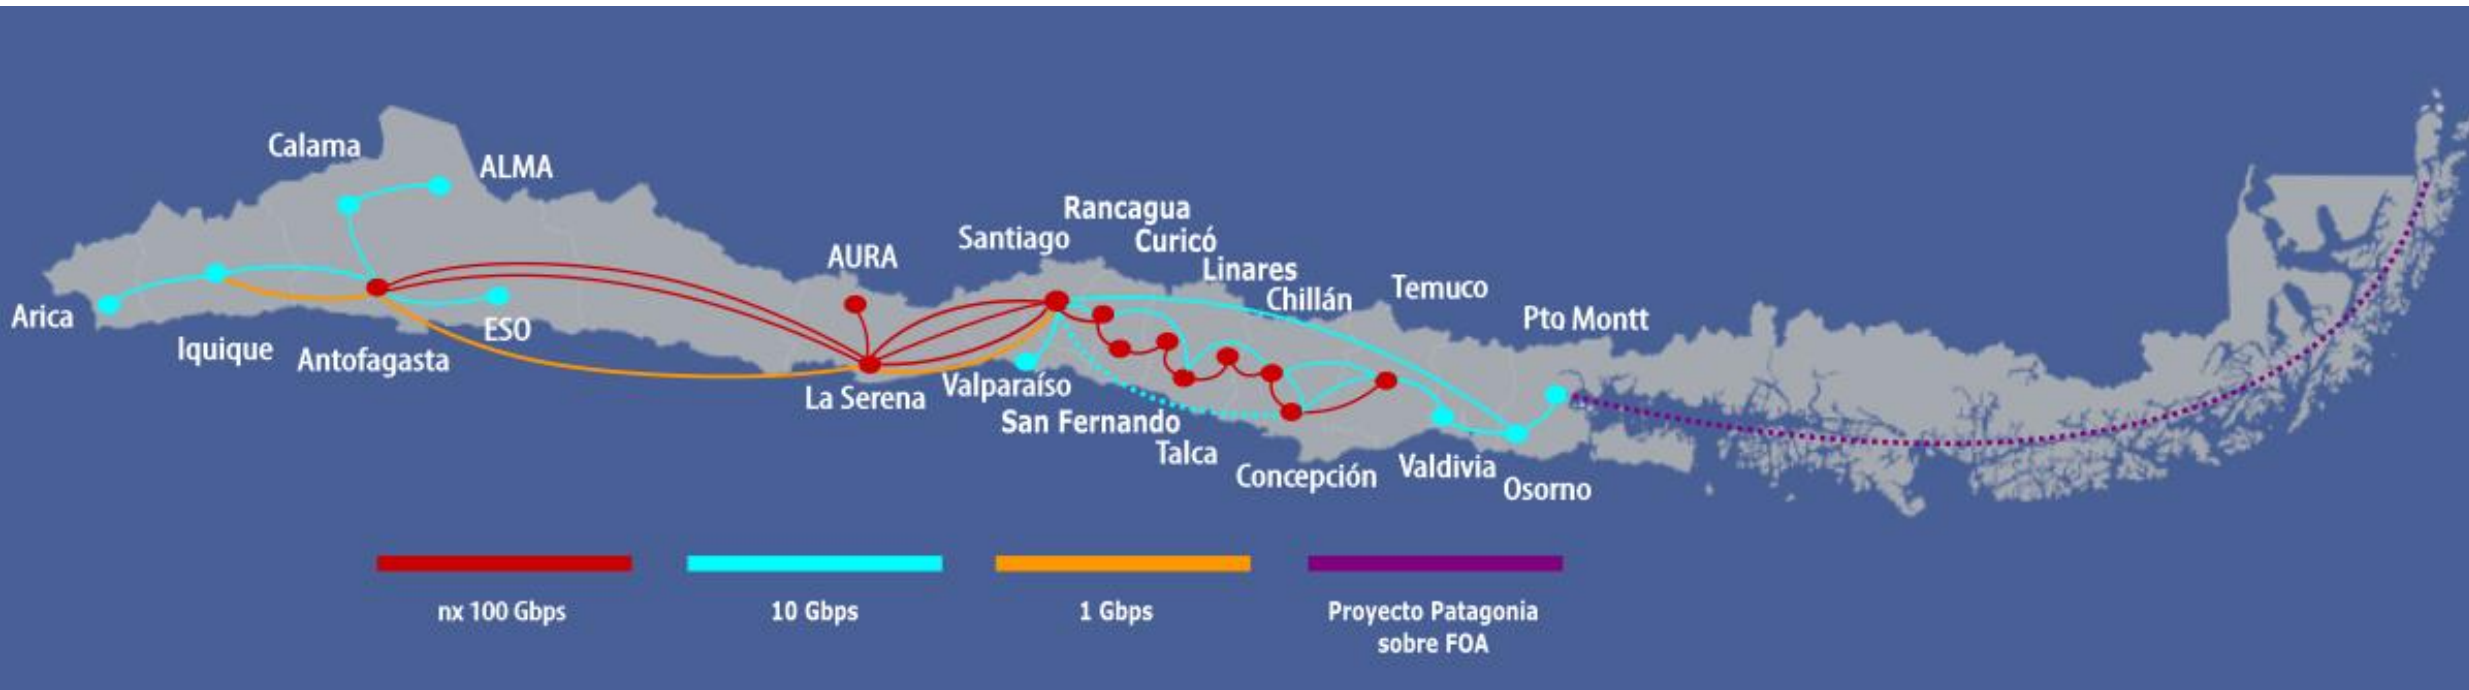 Calama
ALMA
Arica
Iquique
Antofagasta
ESO
AURA
La Serena
Santiago
Valparaíso
Rancagua
San Fernando
Curicó
Talca
Linares
Chillán
Concepción
Temuco
Valdivia
Osorno
Pto Montt
nx 100 Gbps
10 Gbps
1 Gbps
Proyecto Patagonia
sobre FOA